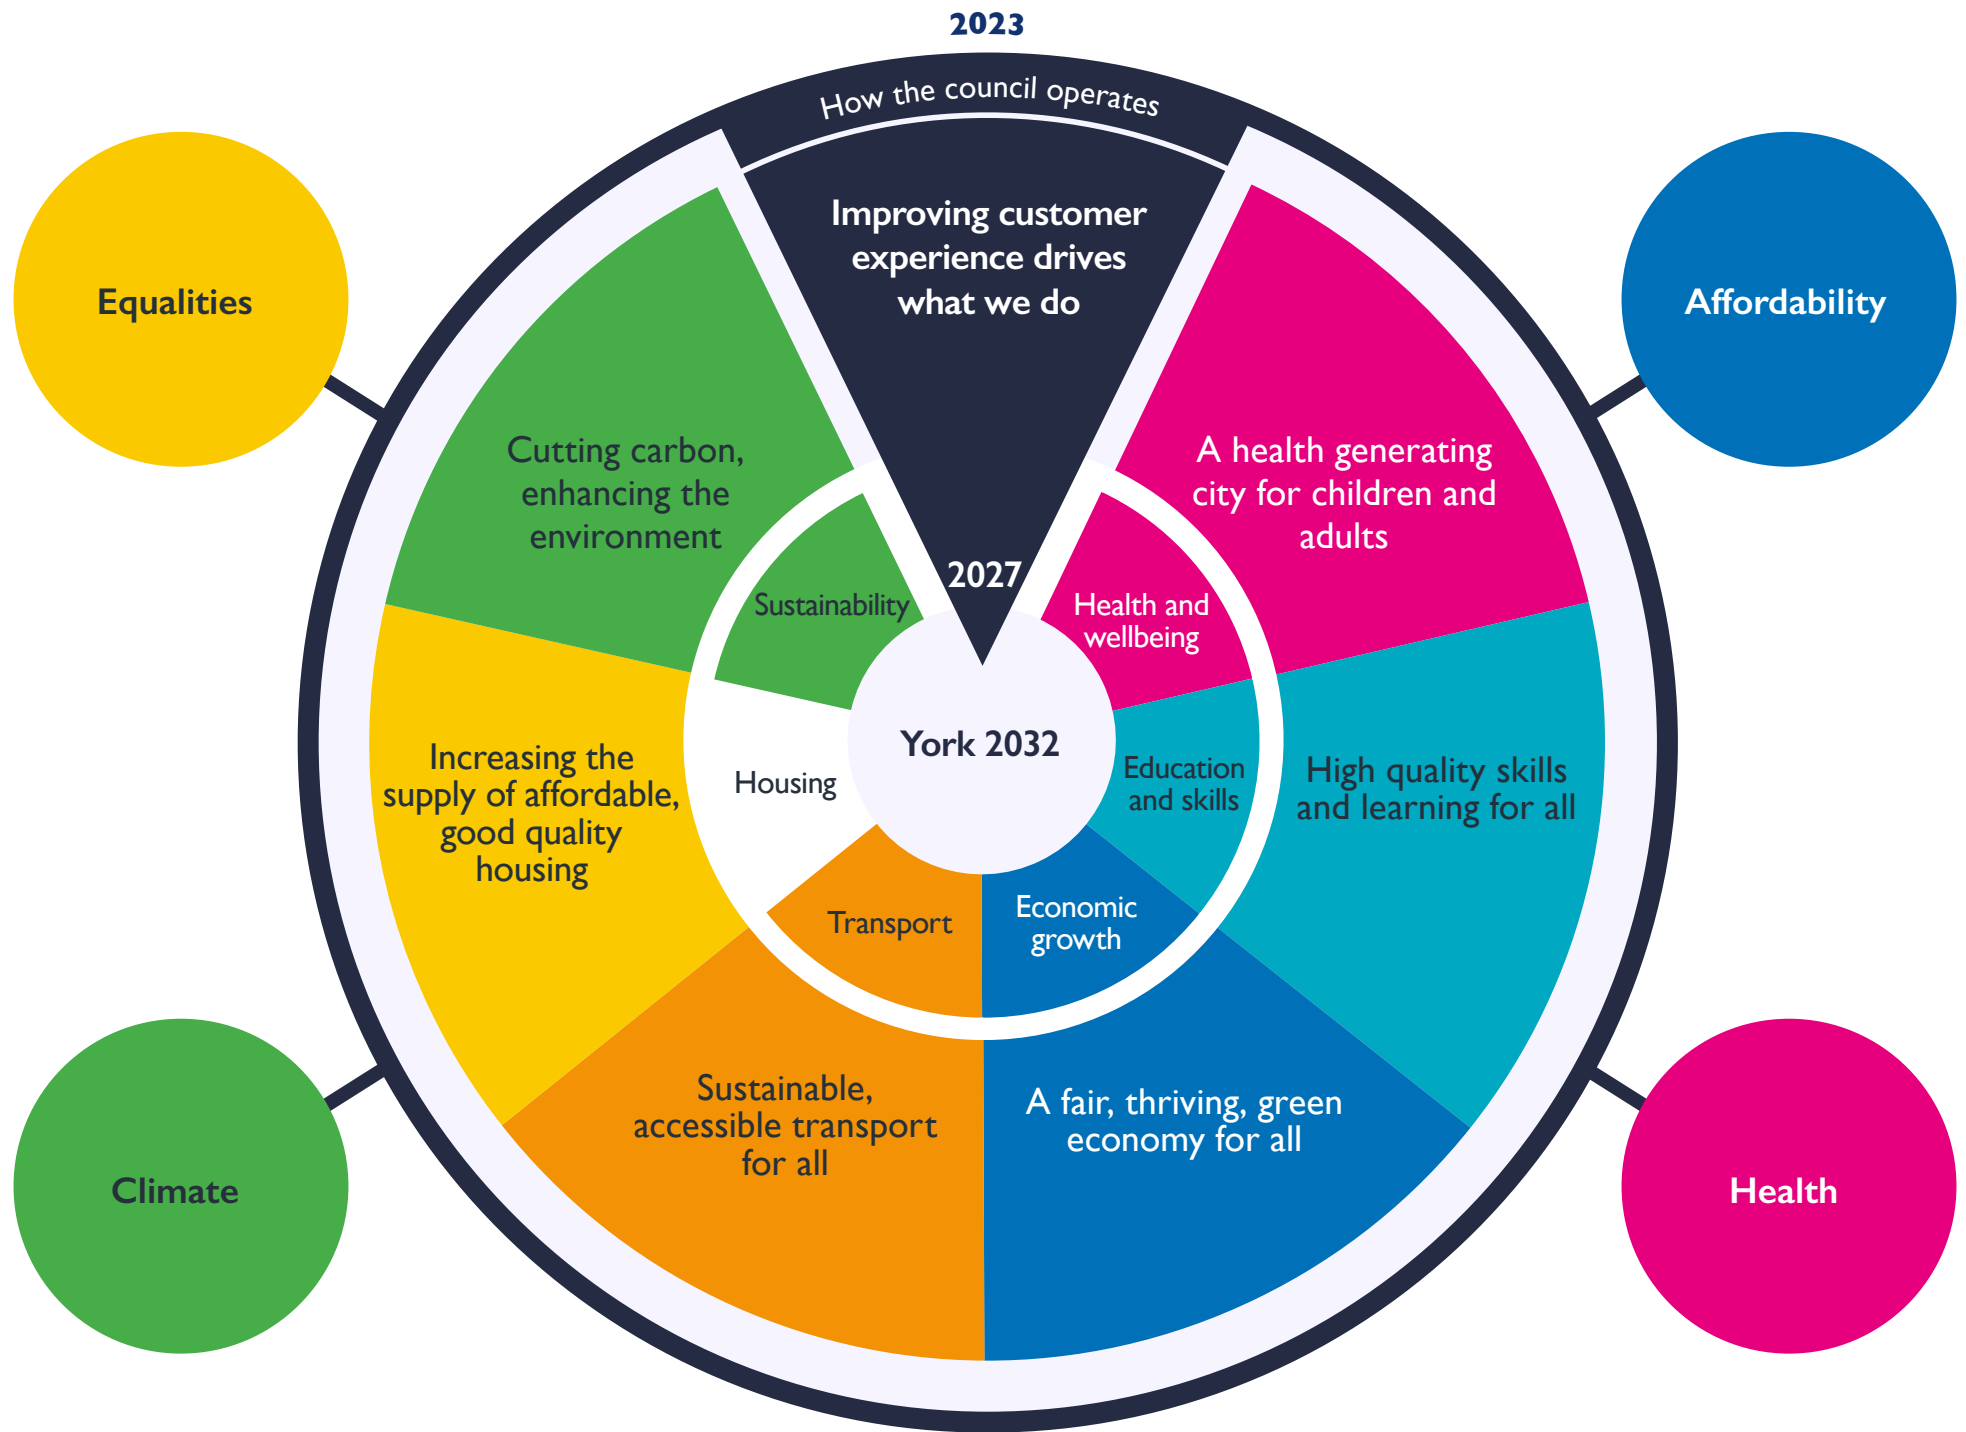 2023
How the council operates
Improving customer
experience drives
what we do
2027
Equalities
Affordability
Cutting carbon,
enhancing the
environment
A health generating
city for children and
adults
Sustainability
Health and
wellbeing
York 2032
Increasing the
supply of affordable,
good quality
housing
Housing
Education
and skills
High quality skills
and learning for all
Transport
Economic
growth
Sustainable,
accessible transport
for all
A fair, thriving, green
economy for all
Climate
Health